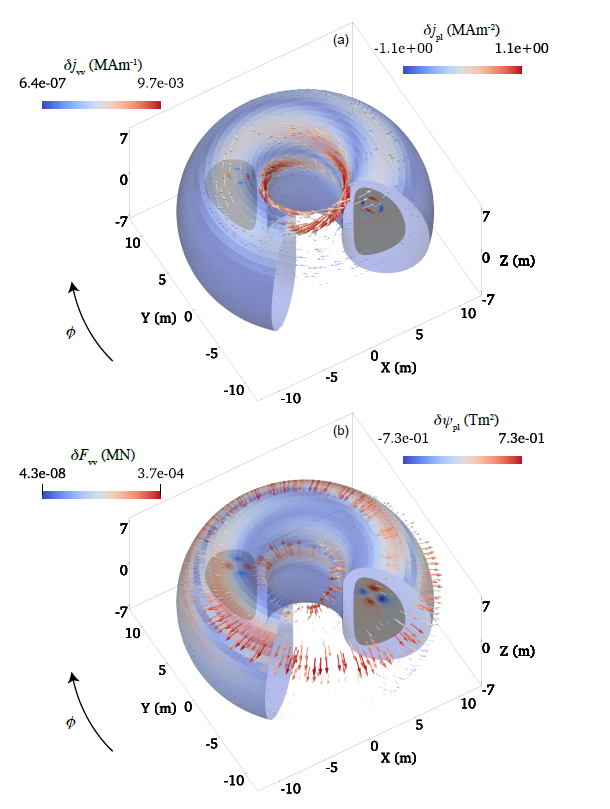 (a)
δj_pl (MAm⁻²)
-1.1e+00 1.1e+00
δj_vv (MAm⁻¹)
6.4e-07 9.7e-03
7
0
-7
10
5
Y (m) 0
-5
-10
ϕ
7
0 Z (m)
-7
10
5
0
X (m)
-5
-10
(b)
δψ_pl (Tm²)
-7.3e-01 7.3e-01
δF_vv (MN)
4.3e-08 3.7e-04
7
0
-7
10
5
Y (m) 0
-5
-10
ϕ
7
0 Z (m)
-7
10
5
0
X (m)
-5
-10